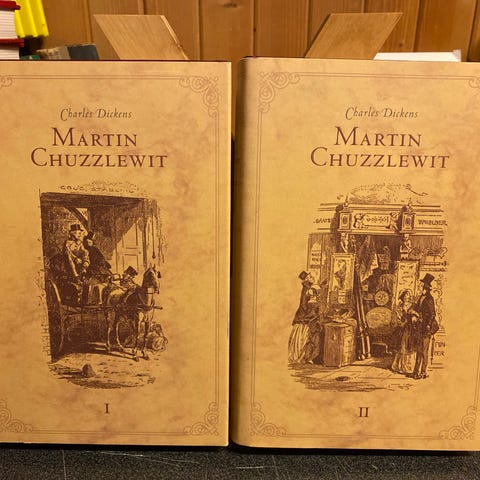 Charles Dickens
MARTIN
CHUZZLEWIT
I
Charles Dickens
MARTIN
CHUZZLEWIT
II